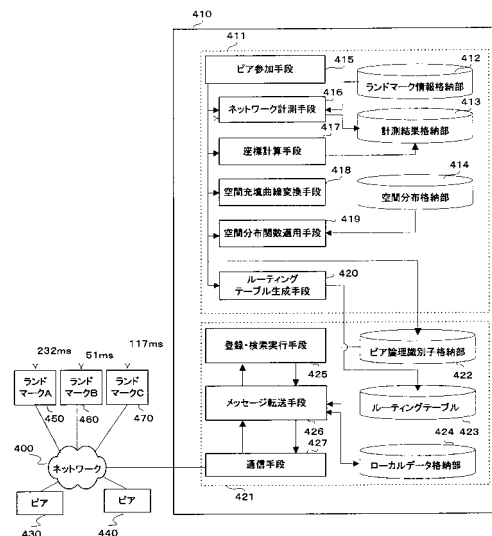 410
411
ピア参加手段
415
412
ランドマーク情報格納部
416
ネットワーク計測手段
413
計測結果格納部
417
座標計算手段
414
空間充填曲線変換手段
418
空間分布格納部
空間分布関数適用手段
419
ルーティング
テーブル生成手段
420
232ms
51ms
117ms
ランド
マークA
ランド
マークB
ランド
マークC
450
460
470
400
ネットワーク
ピア
ピア
430
440
登録・検索実行手段
425
ピア論理識別子格納部
422
メッセージ転送手段
426
ルーティングテーブル
423
424
427
通信手段
ローカルデータ格納部
421